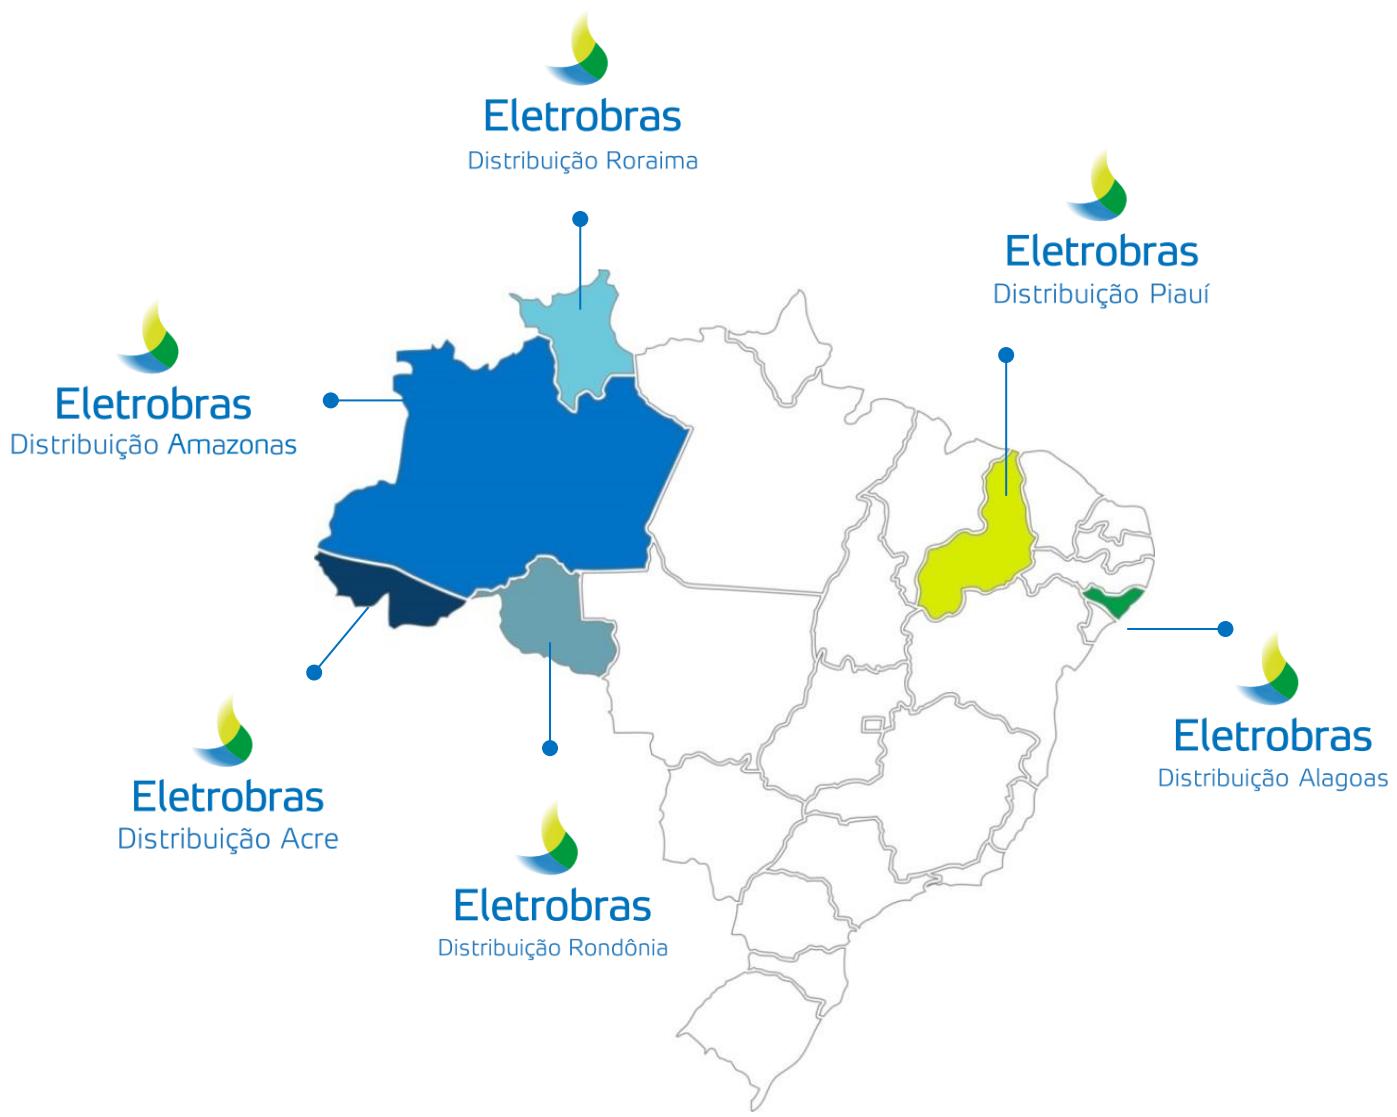 Eletrobras
Distribuição Roraima
Eletrobras
Distribuição Piauí
Eletrobras
Distribuição Amazonas
Eletrobras
Distribuição Alagoas
Eletrobras
Distribuição Acre
Eletrobras
Distribuição Rondônia